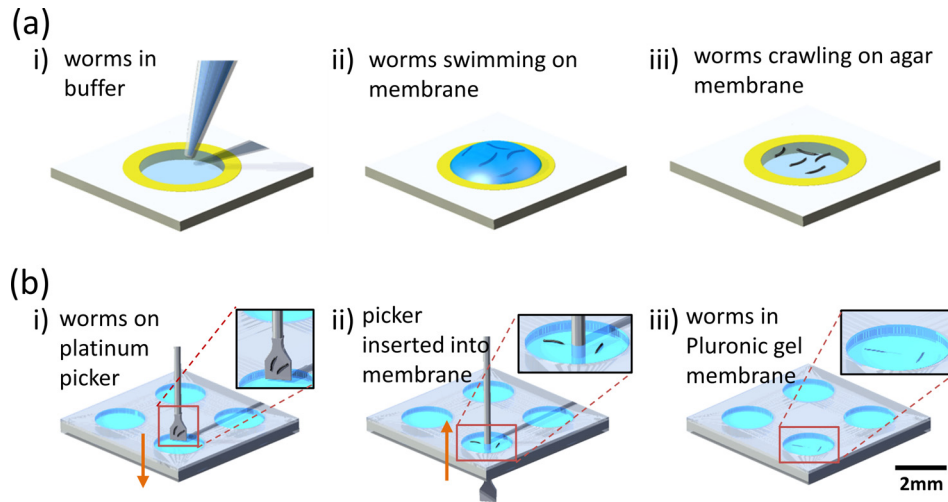 (a)
i) worms in
buffer
ii) worms swimming on
membrane
iii) worms crawling on agar
membrane
(b)
i) worms on
platinum
picker
ii) picker
inserted into
membrane
iii) worms in
Pluronic gel
membrane
2mm